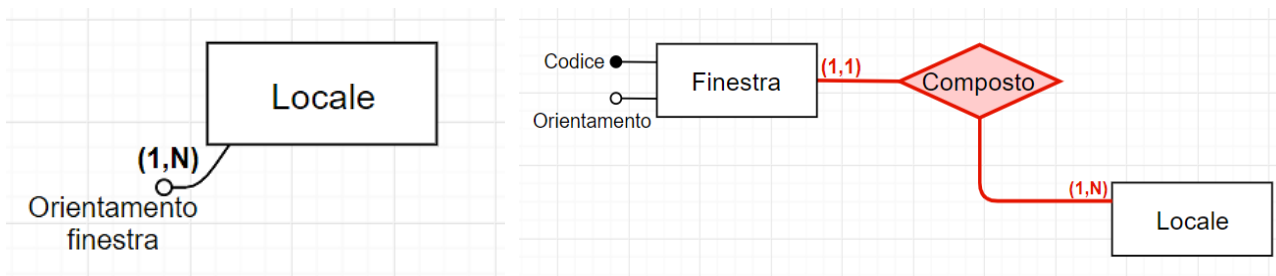 Locale
(1,N)
Orientamento
finestra
Codice
Finestra
(1,1)
Composto
Orientamento
(1,N)
Locale